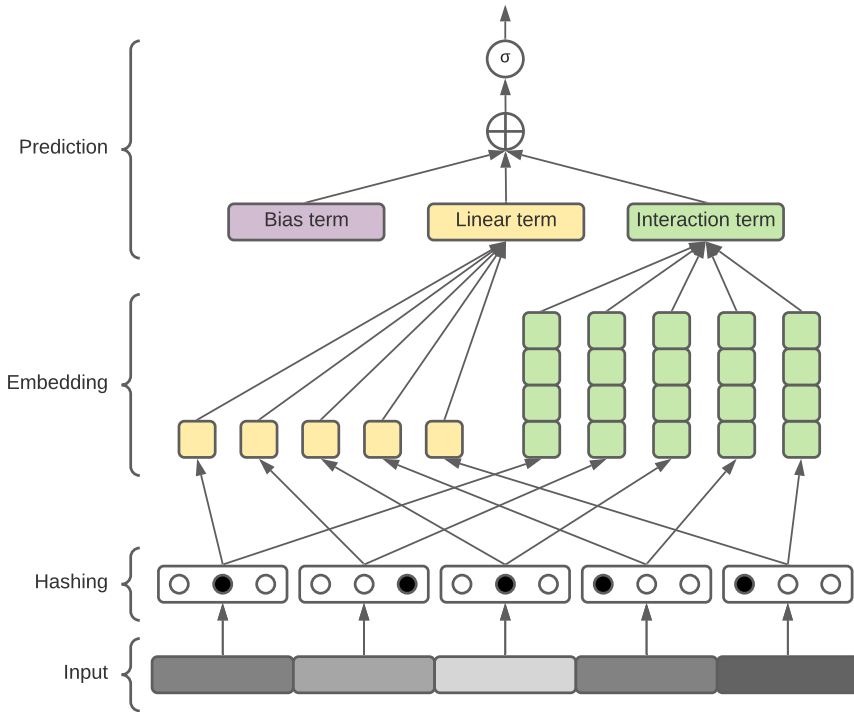 σ
Prediction
Bias term
Linear term
Interaction term
Embedding
Hashing
Input